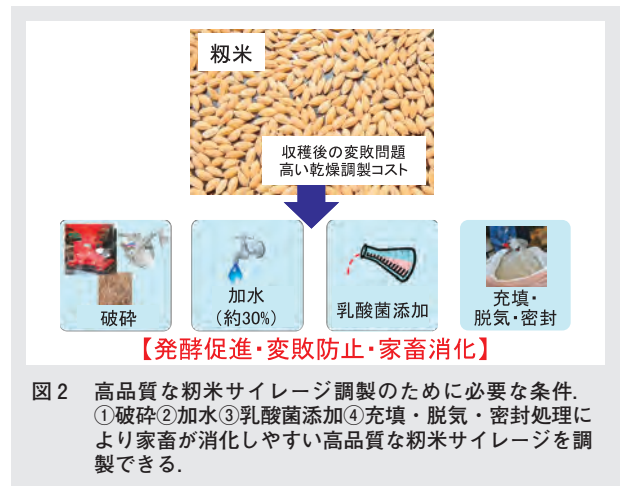 籾米
収穫後の変敗問題
高い乾燥調製コスト
破砕
加水
(約30%)
乳酸菌添加
充填・
脱気・密封
【発酵促進・変敗防止・家畜消化】
図2 高品質な籾米サイレージ調製のために必要な条件.
①破砕②加水③乳酸菌添加④充填・脱気・密封処理に
より家畜が消化しやすい高品質な籾米サイレージを調
製できる.